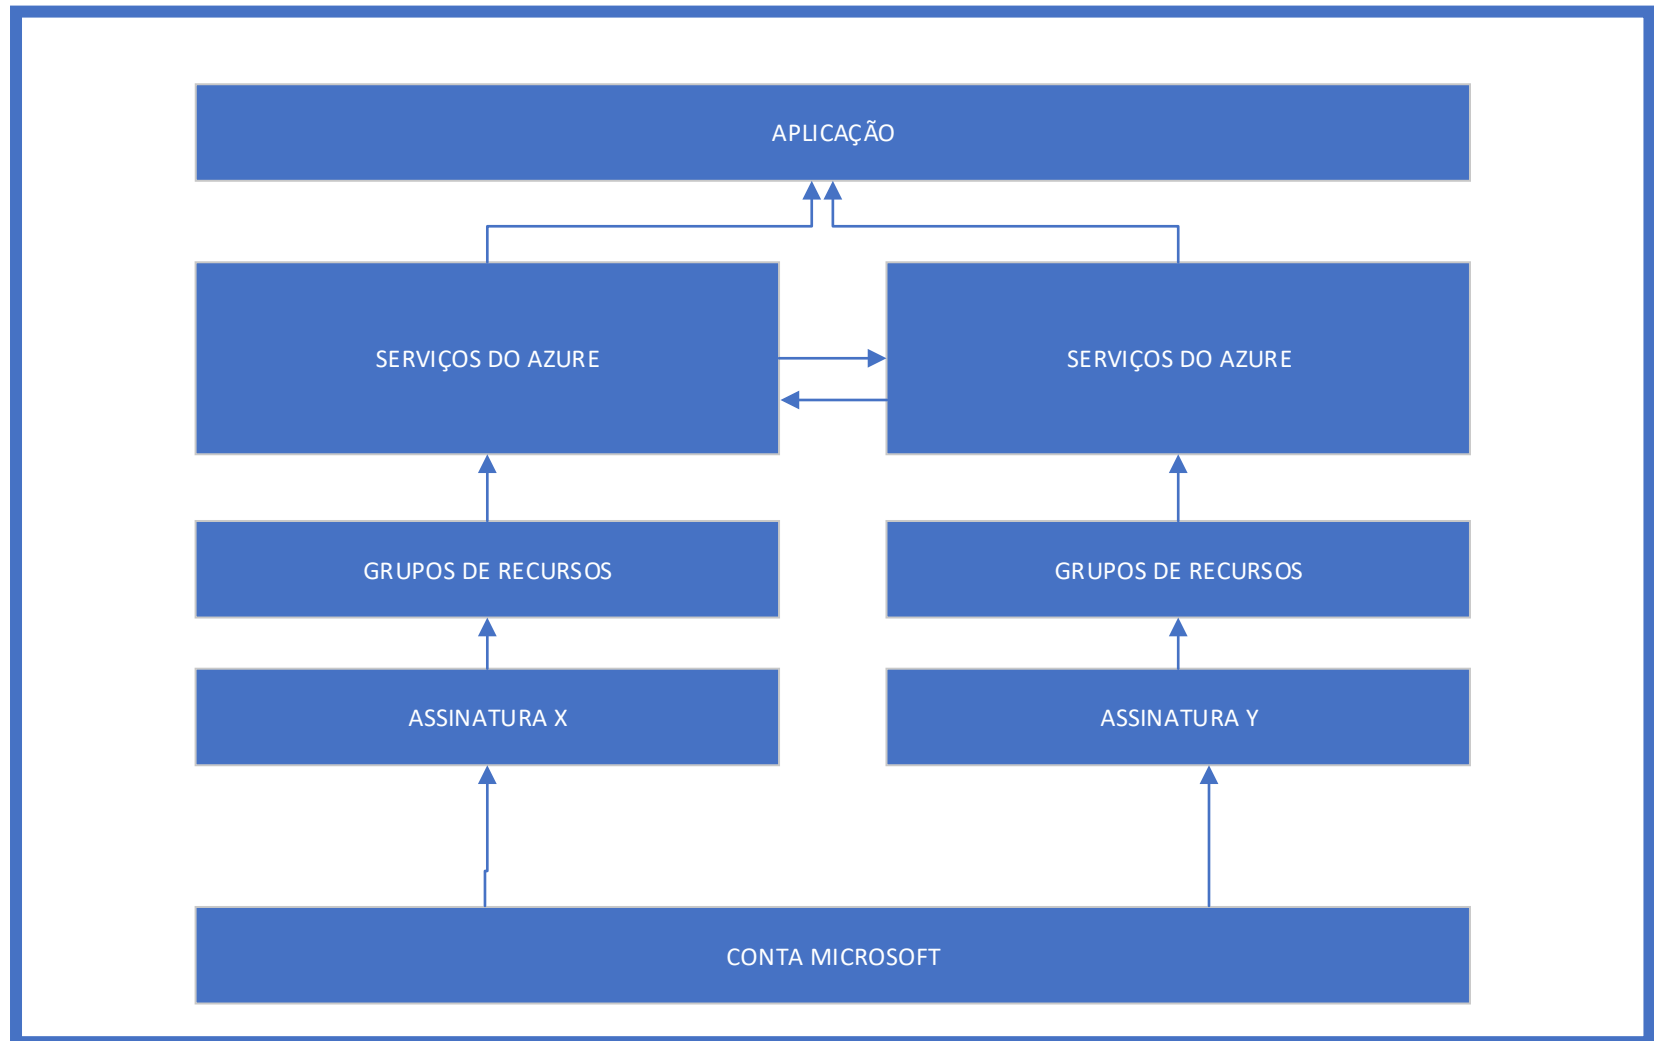 APLICAÇÃO
SERVIÇOS DO AZURE
SERVIÇOS DO AZURE
GRUPOS DE RECURSOS
GRUPOS DE RECURSOS
ASSINATURA X
ASSINATURA Y
CONTA MICROSOFT